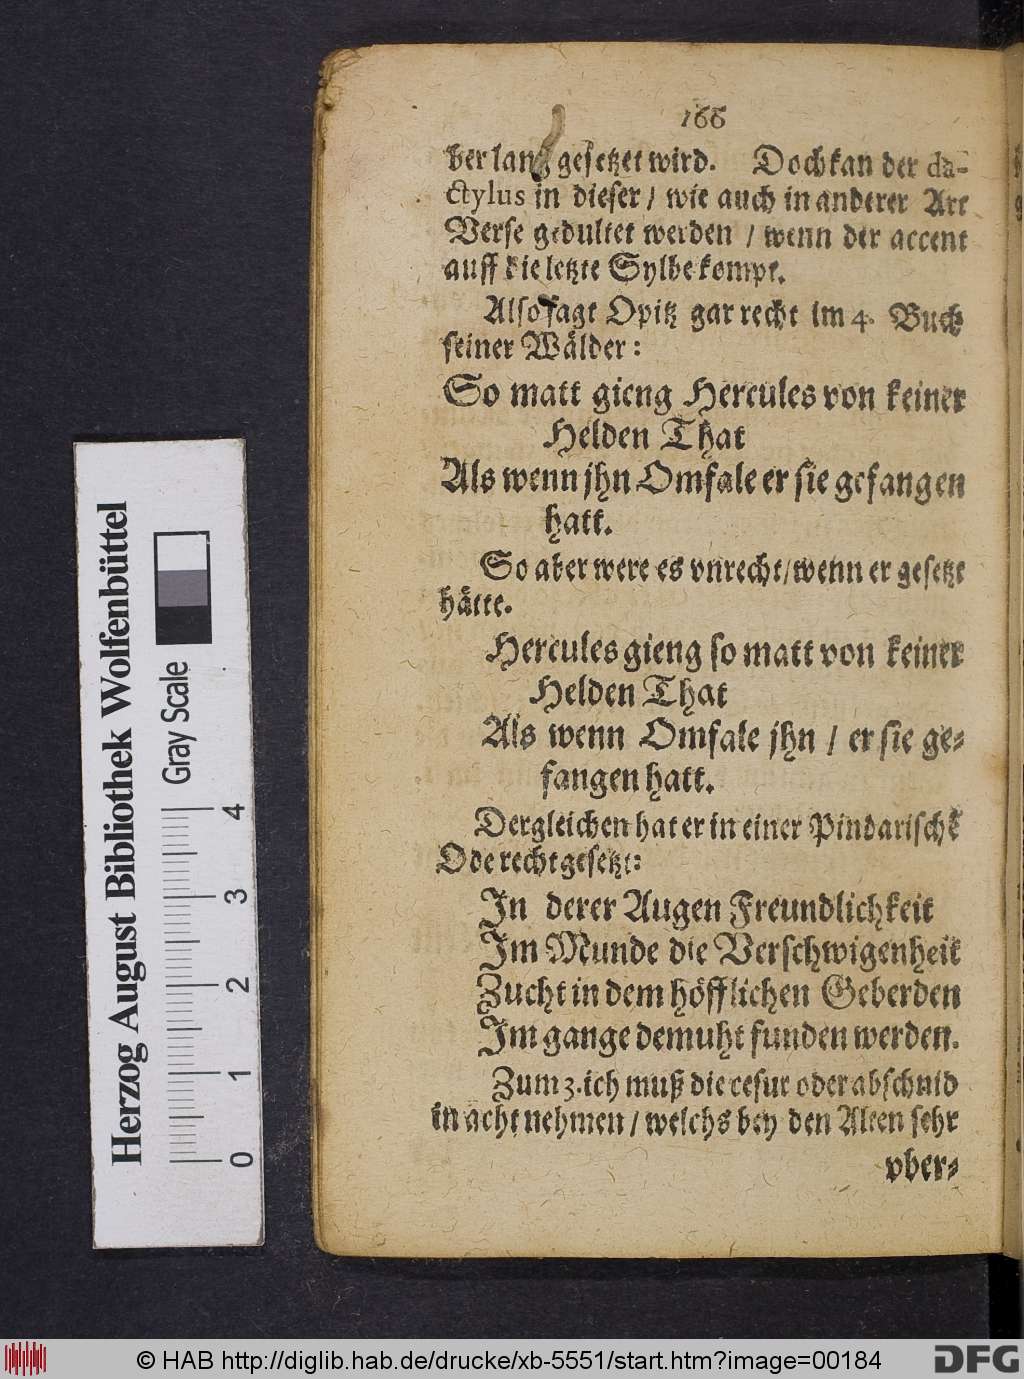 166
ber lang gesetzet wird. Doch kan der da-
ctylus in dieser / wie auch in anderer Art
Verse gedultet werden / wenn der accent
auff die letzte Sylbe kompt.
Also sagt Opitz gar recht im 4. Buch
seiner Wälder:
So matt gieng Hercules von keiner
Helden That
Als wenn jhn Omfale er sie gefangen
hatt.
So aber were es vnrecht / wenn er gesetzt
hätte.
Hercules gieng so matt von keiner
Helden That
Als wenn Omfale jhn / er sie ge-
fangen hatt.
Dergleichen hat er in einer Pindarischẽ
Ode recht gesetzt:
In derer Augen Freundlichkeit
Im Munde die Verschwigenheit
Zucht in dem höfflichen Geberden
Im gange demuht funden werden.
Zum 3. ich muß die cesur oder abschnid
in acht nehmen / welchs bey den Alten sehr
vber-
Herzog August Bibliothek Wolfenbüttel
Gray Scale
0 1 2 3 4
© HAB http://diglib.hab.de/drucke/xb-5551/start.htm?image=00184
DFG